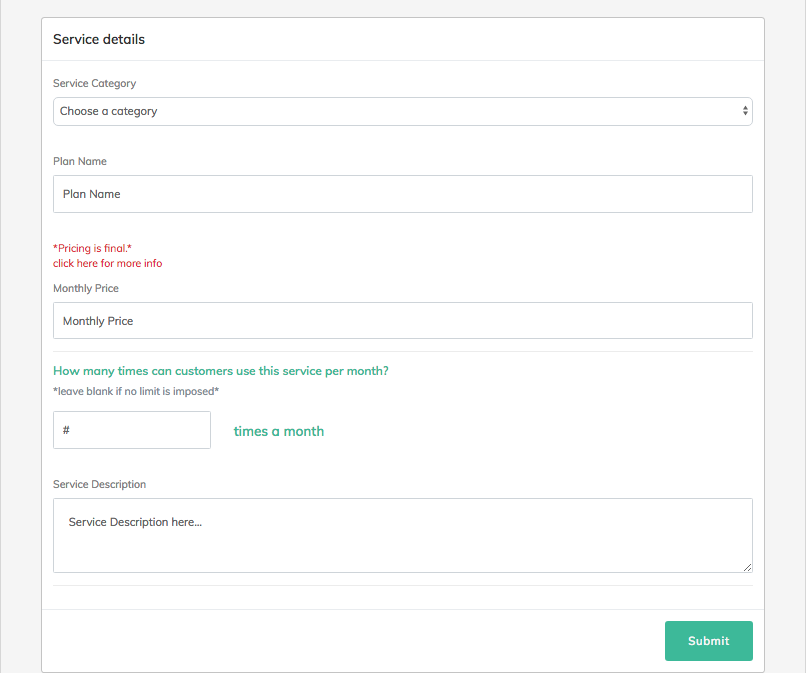 Service details
Service Category
Choose a category
Plan Name
Plan Name
*Pricing is final.*
click here for more info
Monthly Price
Monthly Price
How many times can customers use this service per month?
*leave blank if no limit is imposed*
# times a month
Service Description
Service Description here...
Submit